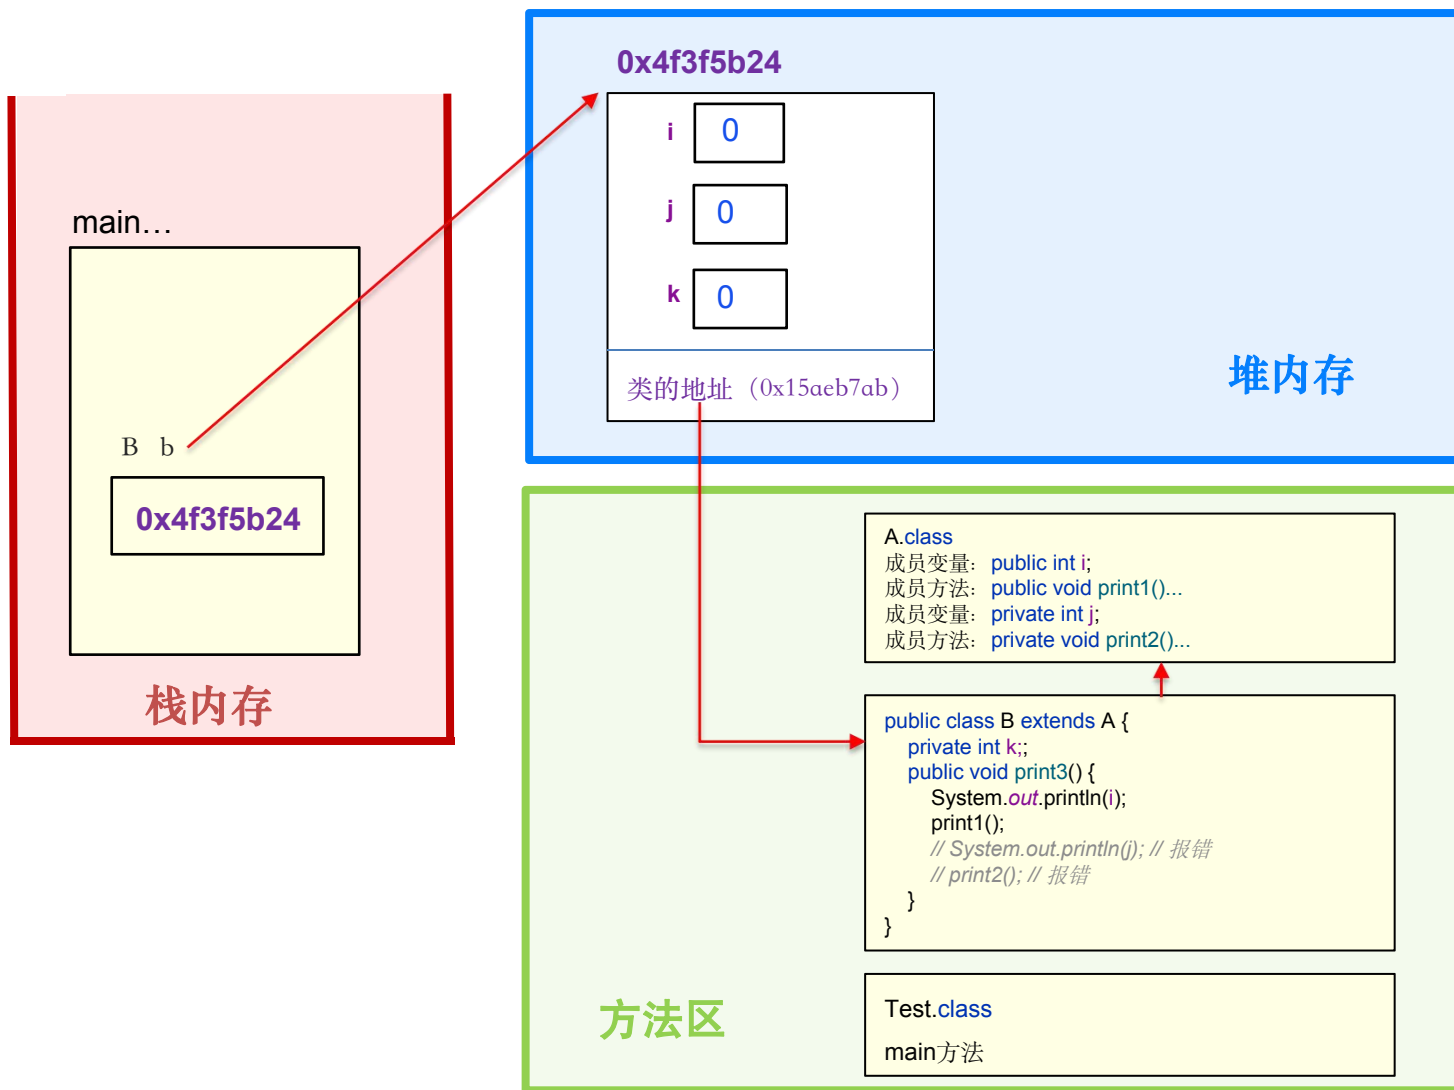 main…
B b
0x4f3f5b24
栈内存
0x4f3f5b24
i 0
j 0
k 0
类的地址（0x15aeb7ab）
堆内存
A.class
成员变量：public int i;
成员方法：public void print1()...
成员变量：private int j;
成员方法：private void print2()...
public class B extends A {
private int k;;
public void print3() {
System.out.println(i);
print1();
// System.out.println(j); // 报错
// print2(); // 报错
}
}
方法区
Test.class
main方法